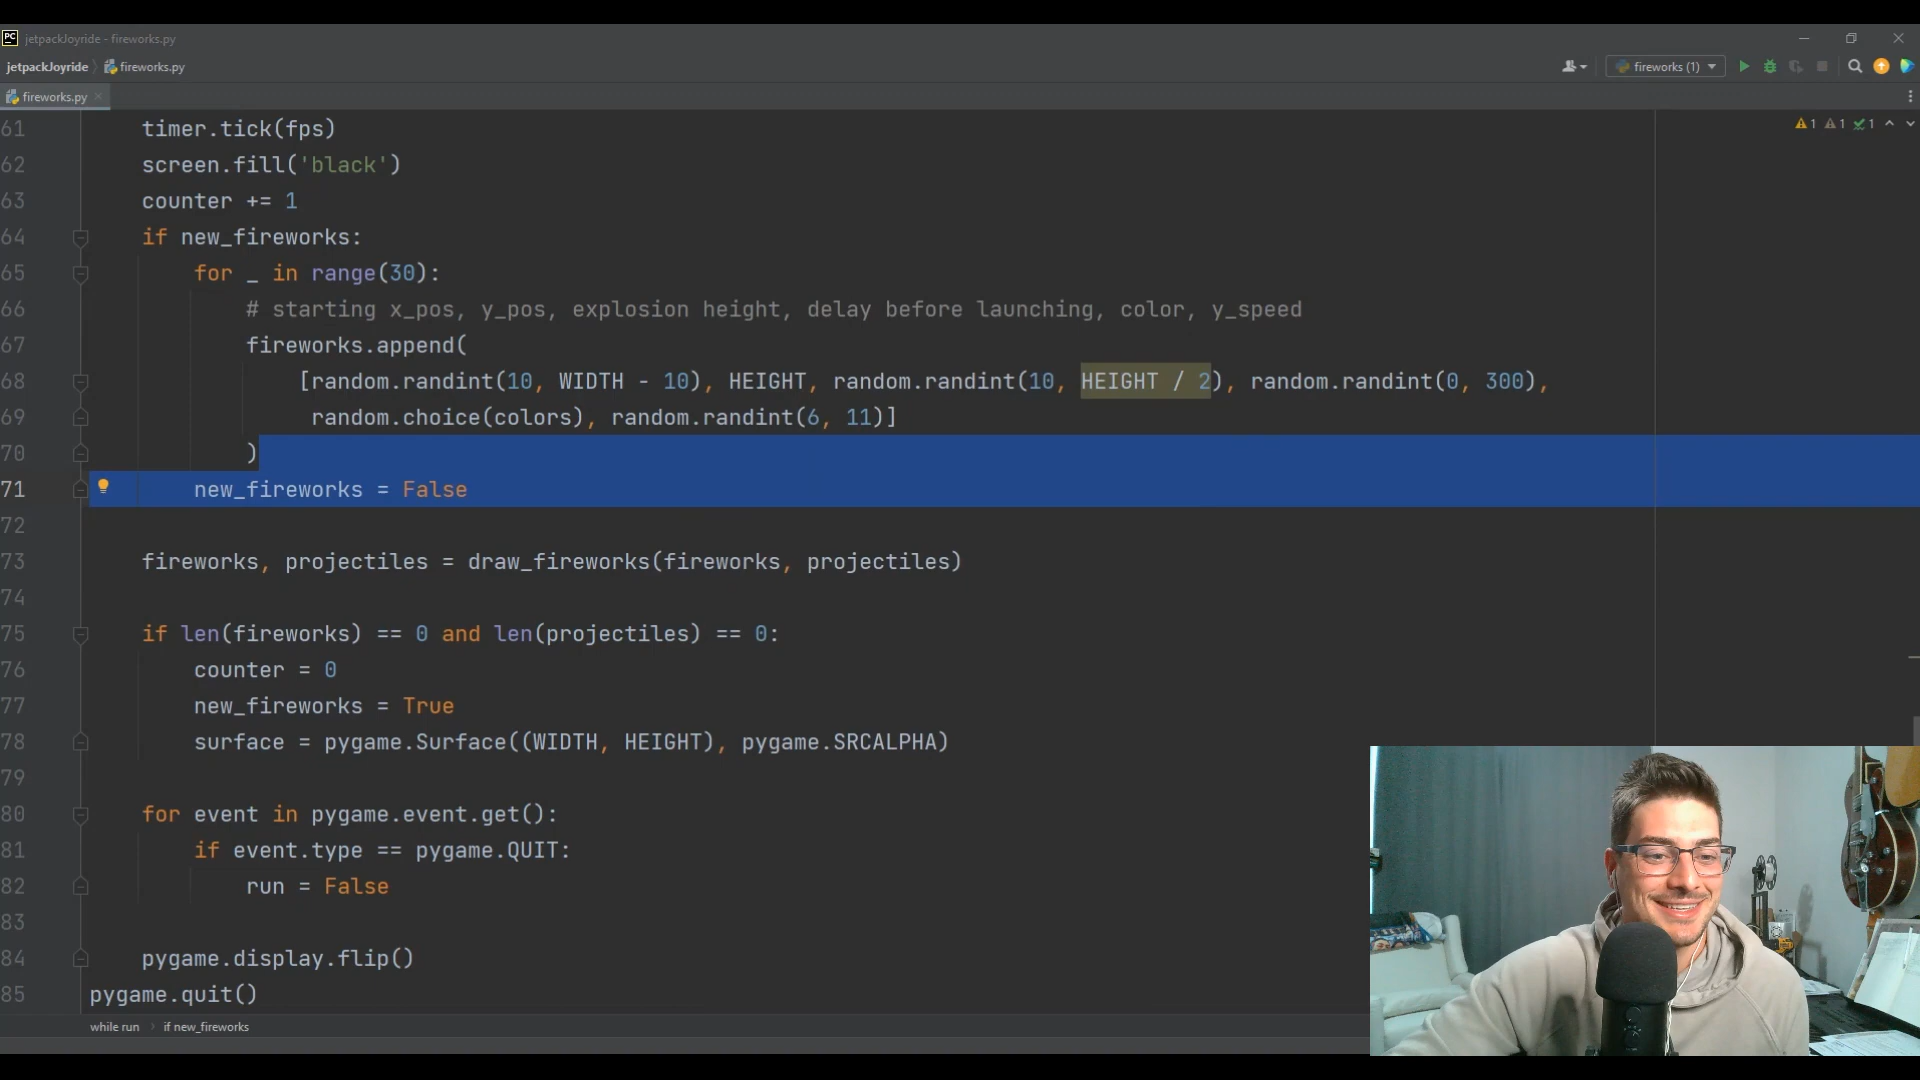 jetpackJoyride - fireworks.py
jetpackJoyride fireworks.py
fireworks (1)
fireworks.py
1 1 1
61 timer.tick(fps)
62 screen.fill('black')
63 counter += 1
64 if new_fireworks:
65 for _ in range(30):
66 # starting x_pos, y_pos, explosion height, delay before launching, color, y_speed
67 fireworks.append(
68 [random.randint(10, WIDTH - 10), HEIGHT, random.randint(10, HEIGHT / 2), random.randint(0, 300),
69 random.choice(colors), random.randint(6, 11)]
70 )
71 new_fireworks = False
72
73 fireworks, projectiles = draw_fireworks(fireworks, projectiles)
74
75 if len(fireworks) == 0 and len(projectiles) == 0:
76 counter = 0
77 new_fireworks = True
78 surface = pygame.Surface((WIDTH, HEIGHT), pygame.SRCALPHA)
79
80 for event in pygame.event.get():
81 if event.type == pygame.QUIT:
82 run = False
83
84 pygame.display.flip()
85 pygame.quit()
while run if new_fireworks